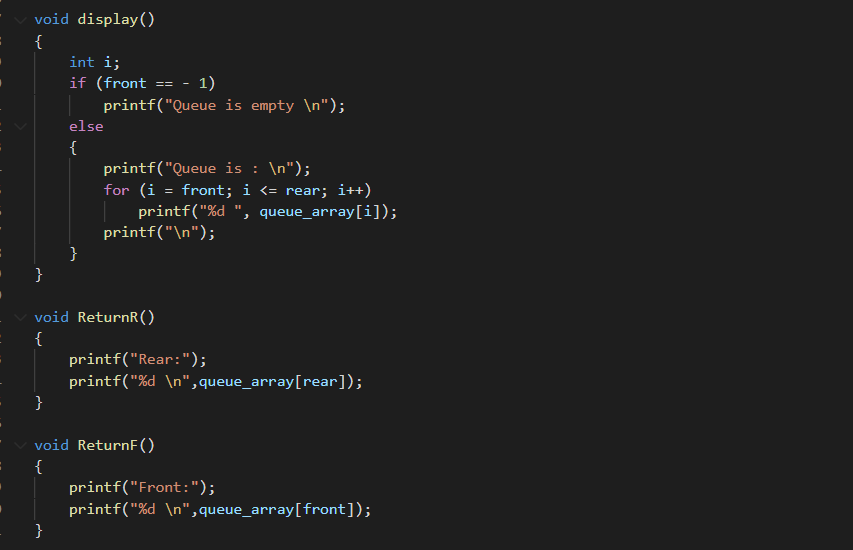 void display()
{
    int i;
    if (front == - 1)
        printf("Queue is empty \n");
    else
    {
        printf("Queue is : \n");
        for (i = front; i <= rear; i++)
            printf("%d ", queue_array[i]);
        printf("\n");
    }
}
void ReturnR()
{
    printf("Rear:");
    printf("%d \n",queue_array[rear]);
}
void ReturnF()
{
    printf("Front:");
    printf("%d \n",queue_array[front]);
}